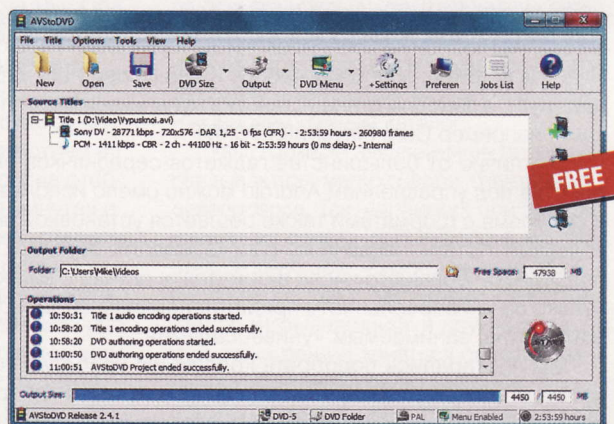 AVStoDVD
File Title Options Tools View Help
New Open Save DVD Size Output DVD Menu +Settings Preferen Jobs List Help
Source Titles
Title 1 (D:\Video\Vypusknoi.avi)
Sony DV - 28771 kbps - 720x576 - DAR 1,25 - 0 fps (CFR) - - 2:53:59 hours - 260980 frames
PCM - 1411 kbps - CBR - 2 ch - 44100 Hz - 16 bit - 2:53:59 hours (0 ms delay) - Internal
FREE
Output Folder
Folder: C:\Users\Mike\Videos Free Space: 47938 MB
Operations
10:50:31 Title 1 audio encoding operations started.
10:58:20 Title 1 encoding operations ended successfully.
10:58:20 DVD authoring operations started.
11:00:50 DVD authoring operations ended successfully.
11:00:51 AVStoDVD Project ended successfully.
START
Output Size: 4450 / 4450 MB
AVStoDVD Release 2.4.1 DVD-5 DVD Folder PAL Menu Enabled 2:53:59 hours